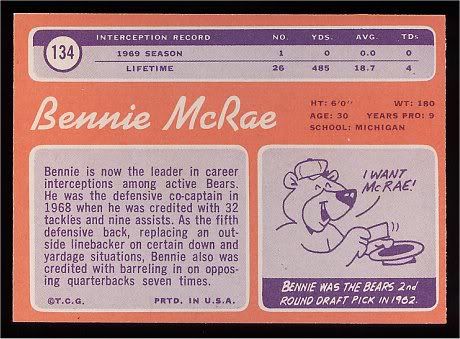 134
INTERCEPTION RECORD NO. YDS. AVG. TDs
1969 SEASON 1 0 0.0 0
LIFETIME 26 485 18.7 4
Bennie McRae
HT: 6'0" WT: 180
AGE: 30 YEARS PRO: 9
SCHOOL: MICHIGAN
Bennie is now the leader in career
interceptions among active Bears.
He was the defensive co-captain in
1968 when he was credited with 32
tackles and nine assists. As the fifth
defensive back, replacing an out-
side linebacker on certain down and
yardage situations, Bennie also was
credited with barreling in on oppos-
ing quarterbacks seven times.
©T.C.G. PRTD. IN U.S.A.
I WANT
McRAE!
BENNIE WAS THE BEARS 2nd
ROUND DRAFT PICK IN 1962.